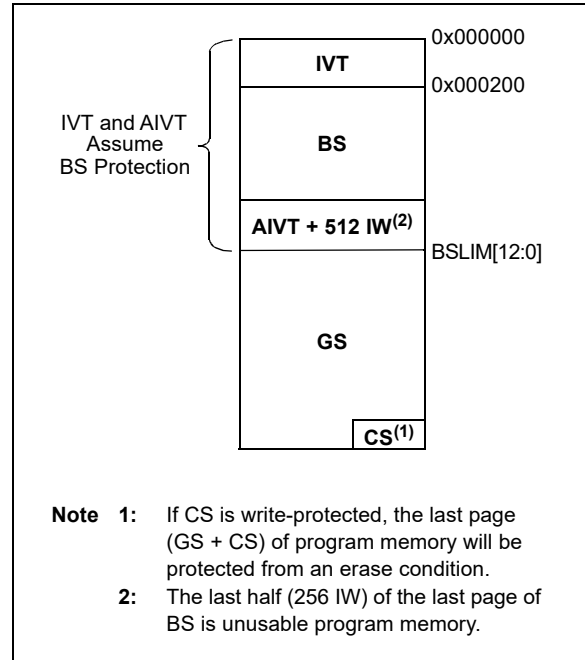 0x000000
IVT
0x000200
IVT and AIVT
Assume
BS Protection
BS
AIVT + 512 IW(2)
BSLIM[12:0]
GS
CS(1)
Note 1: If CS is write-protected, the last page
(GS + CS) of program memory will be
protected from an erase condition.
2: The last half (256 IW) of the last page of
BS is unusable program memory.